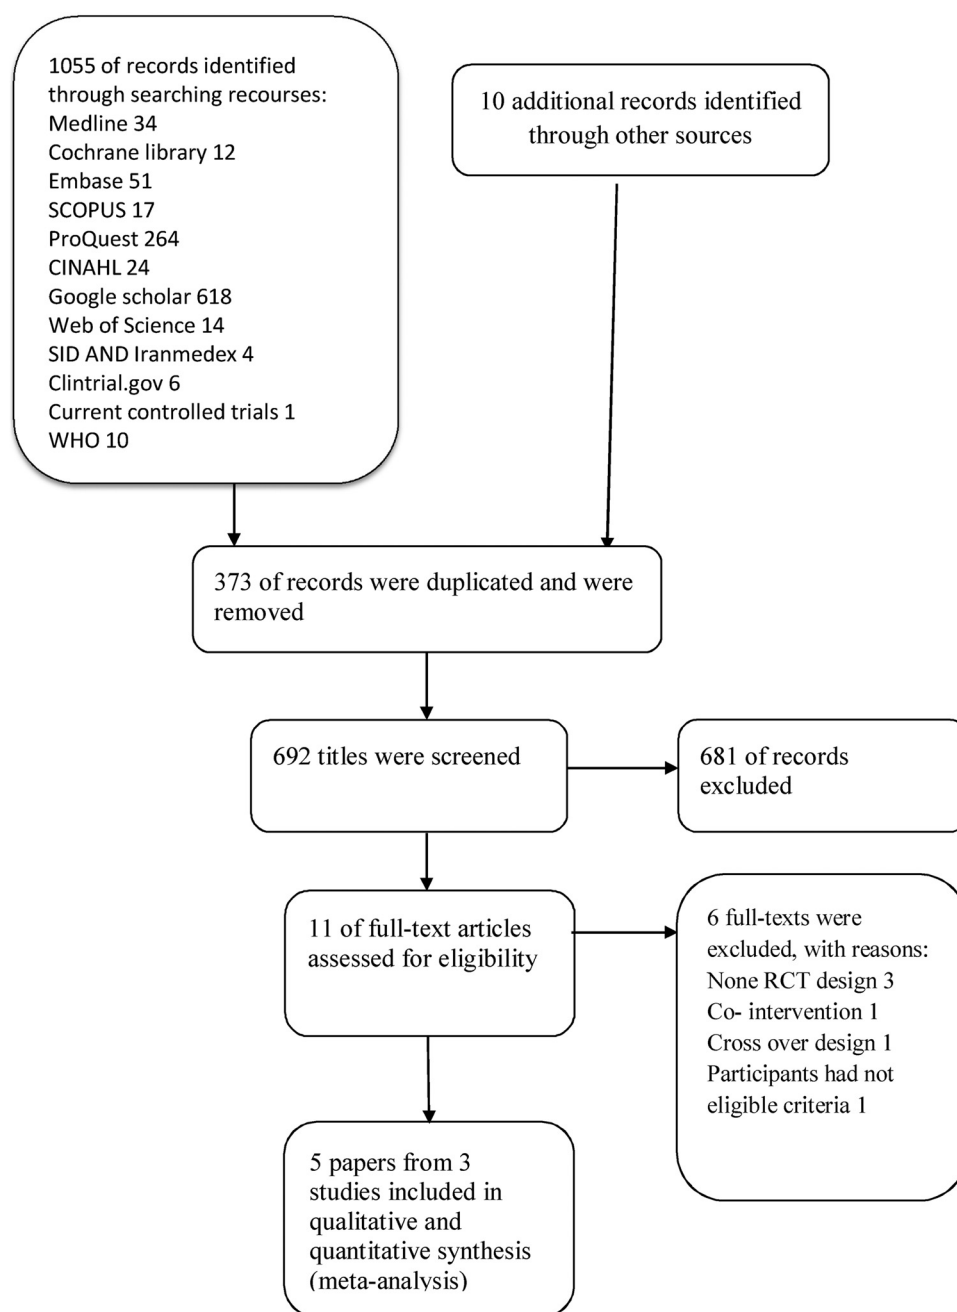 1055 of records identified
through searching recourses:
Medline 34
Cochrane library 12
Embase 51
SCOPUS 17
ProQuest 264
CINAHL 24
Google scholar 618
Web of Science 14
SID AND Iranmedex 4
Clintrial.gov 6
Current controlled trials 1
WHO 10
10 additional records identified
through other sources
373 of records were duplicated and were
removed
692 titles were screened
681 of records
excluded
11 of full-text articles
assessed for eligibility
6 full-texts were
excluded, with reasons:
None RCT design 3
Co- intervention 1
Cross over design 1
Participants had not
eligible criteria 1
5 papers from 3
studies included in
qualitative and
quantitative synthesis
(meta-analysis)